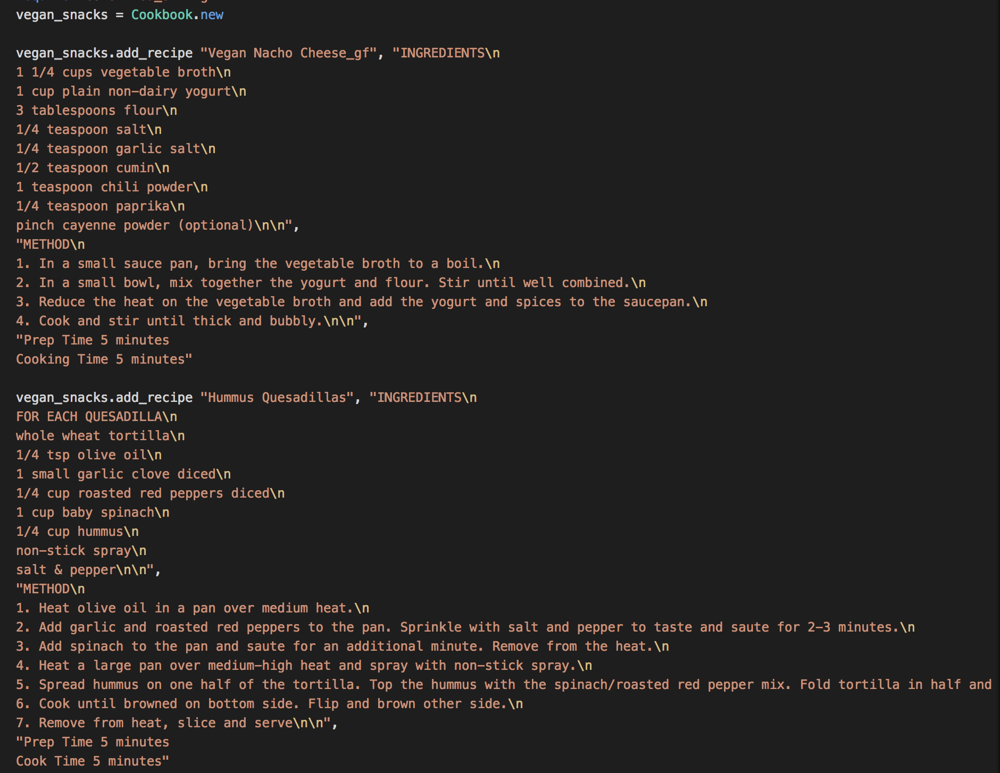 vegan_snacks = Cookbook.new
vegan_snacks.add_recipe "Vegan Nacho Cheese_gf", "INGREDIENTS\n
1 1/4 cups vegetable broth\n
1 cup plain non-dairy yogurt\n
3 tablespoons flour\n
1/4 teaspoon salt\n
1/4 teaspoon garlic salt\n
1/2 teaspoon cumin\n
1 teaspoon chili powder\n
1/4 teaspoon paprika\n
pinch cayenne powder (optional)\n\n",
"METHOD\n
1. In a small sauce pan, bring the vegetable broth to a boil.\n
2. In a small bowl, mix together the yogurt and flour. Stir until well combined.\n
3. Reduce the heat on the vegetable broth and add the yogurt and spices to the saucepan.\n
4. Cook and stir until thick and bubbly.\n\n",
"Prep Time 5 minutes
Cooking Time 5 minutes"
vegan_snacks.add_recipe "Hummus Quesadillas", "INGREDIENTS\n
FOR EACH QUESADILLA\n
whole wheat tortilla\n
1/4 tsp olive oil\n
1 small garlic clove diced\n
1/4 cup roasted red peppers diced\n
1 cup baby spinach\n
1/4 cup hummus\n
non-stick spray\n
salt & pepper\n\n",
"METHOD\n
1. Heat olive oil in a pan over medium heat.\n
2. Add garlic and roasted red peppers to the pan. Sprinkle with salt and pepper to taste and saute for 2-3 minutes.\n
3. Add spinach to the pan and saute for an additional minute. Remove from the heat.\n
4. Heat a large pan over medium-high heat and spray with non-stick spray.\n
5. Spread hummus on one half of the tortilla. Top the hummus with the spinach/roasted red pepper mix. Fold tortilla in half and
6. Cook until browned on bottom side. Flip and brown other side.\n
7. Remove from heat, slice and serve\n\n",
"Prep Time 5 minutes
Cook Time 5 minutes"